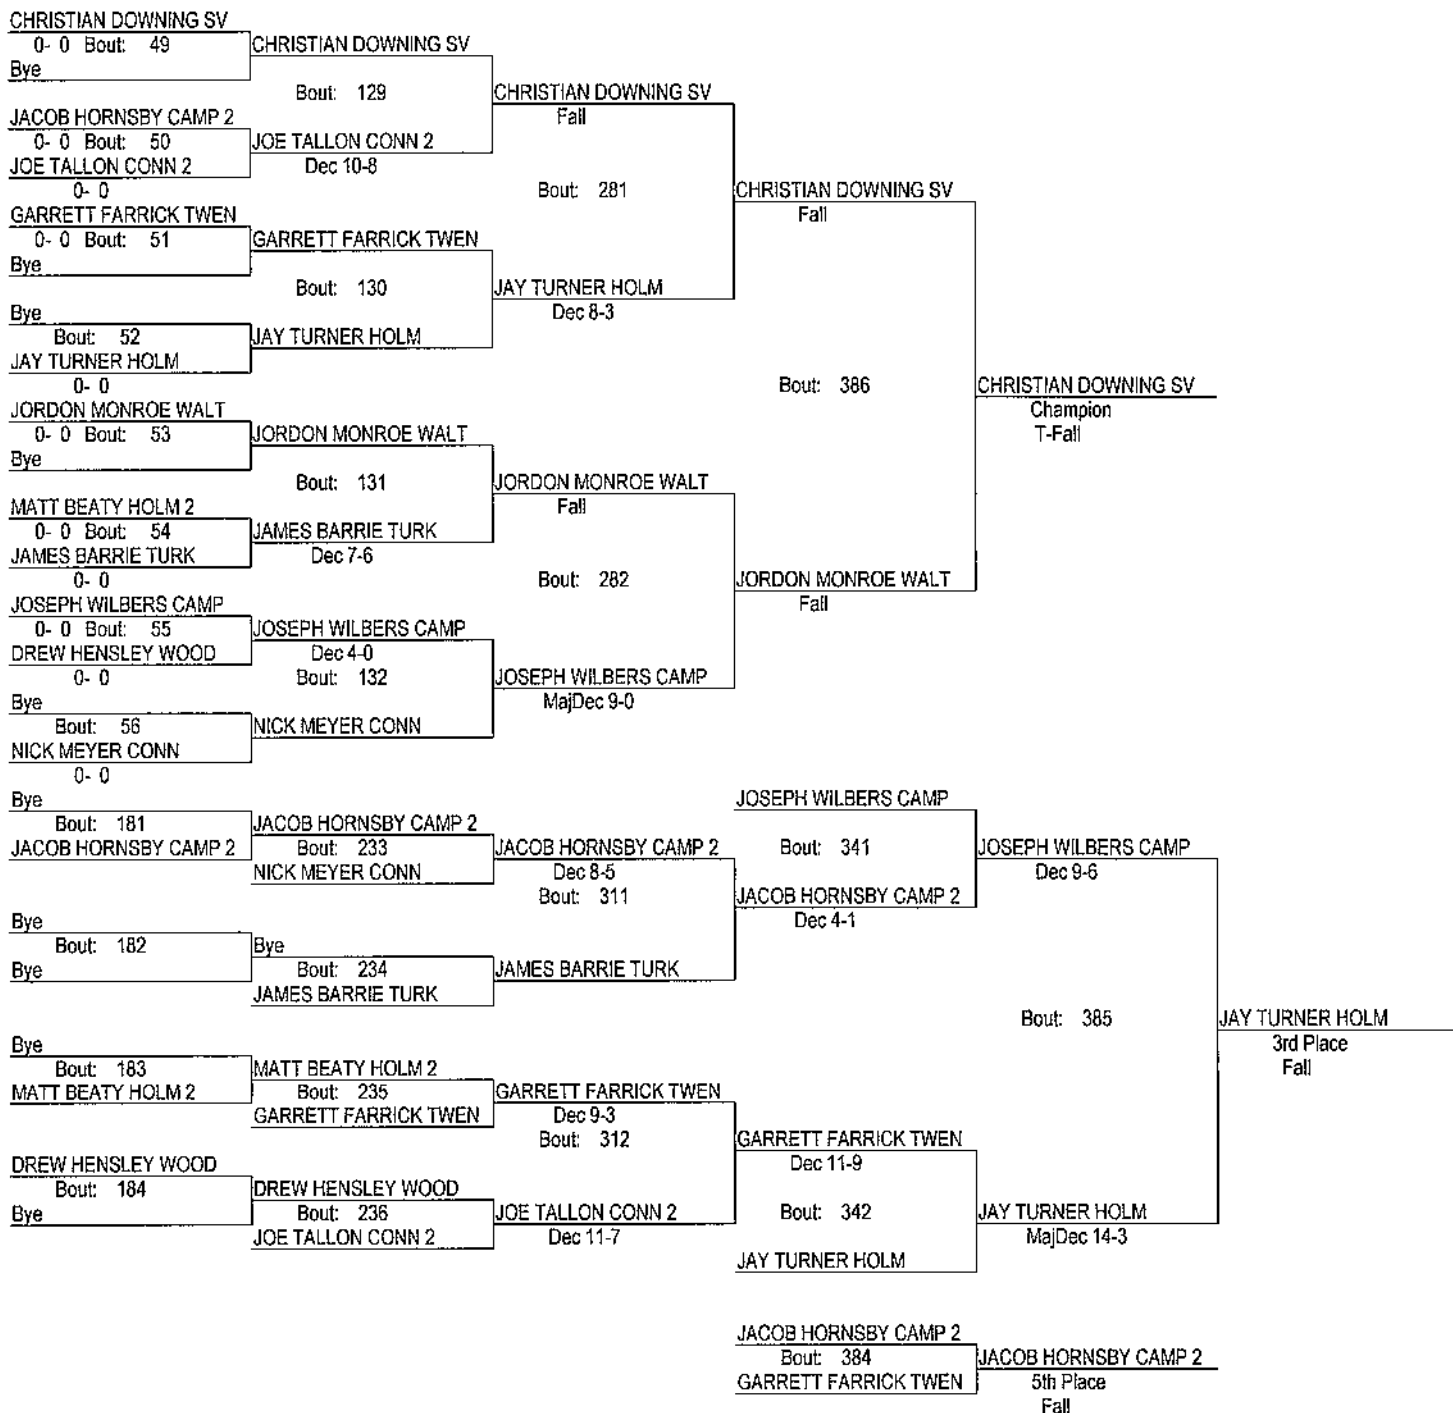 CHRISTIAN DOWNING SV
0- 0 Bout: 49
Bye
CHRISTIAN DOWNING SV
Bout: 129
JACOB HORNSBY CAMP 2
0- 0 Bout: 50
JOE TALLON CONN 2
0- 0
JOE TALLON CONN 2
Dec 10-8
CHRISTIAN DOWNING SV
Fall
Bout: 281
GARRETT FARRICK TWEN
0- 0 Bout: 51
Bye
GARRETT FARRICK TWEN
Bout: 130
Bye
Bout: 52
JAY TURNER HOLM
0- 0
JAY TURNER HOLM
JAY TURNER HOLM
Dec 8-3
CHRISTIAN DOWNING SV
Fall
Bout: 386
JORDON MONROE WALT
0- 0 Bout: 53
Bye
JORDON MONROE WALT
Bout: 131
MATT BEATY HOLM 2
0- 0 Bout: 54
JAMES BARRIE TURK
0- 0
JAMES BARRIE TURK
Dec 7-6
JORDON MONROE WALT
Fall
Bout: 282
JOSEPH WILBERS CAMP
0- 0 Bout: 55
DREW HENSLEY WOOD
0- 0
JOSEPH WILBERS CAMP
Dec 4-0
Bout: 132
Bye
Bout: 56
NICK MEYER CONN
0- 0
NICK MEYER CONN
JOSEPH WILBERS CAMP
MajDec 9-0
JORDON MONROE WALT
Fall
CHRISTIAN DOWNING SV
Champion
T-Fall
Bye
Bout: 181
JACOB HORNSBY CAMP 2
JACOB HORNSBY CAMP 2
Bout: 233
NICK MEYER CONN
JACOB HORNSBY CAMP 2
Dec 8-5
Bout: 311
Bye
Bout: 182
Bye
Bye
Bout: 234
JAMES BARRIE TURK
JAMES BARRIE TURK
JOSEPH WILBERS CAMP
Bout: 341
JACOB HORNSBY CAMP 2
Dec 4-1
JOSEPH WILBERS CAMP
Dec 9-6
Bout: 385
Bye
Bout: 183
MATT BEATY HOLM 2
MATT BEATY HOLM 2
Bout: 235
GARRETT FARRICK TWEN
GARRETT FARRICK TWEN
Dec 9-3
Bout: 312
DREW HENSLEY WOOD
Bout: 184
Bye
DREW HENSLEY WOOD
Bout: 236
JOE TALLON CONN 2
JOE TALLON CONN 2
Dec 11-7
GARRETT FARRICK TWEN
Dec 11-9
Bout: 342
JAY TURNER HOLM
JAY TURNER HOLM
MajDec 14-3
JAY TURNER HOLM
3rd Place
Fall
JACOB HORNSBY CAMP 2
Bout: 384
GARRETT FARRICK TWEN
JACOB HORNSBY CAMP 2
5th Place
Fall